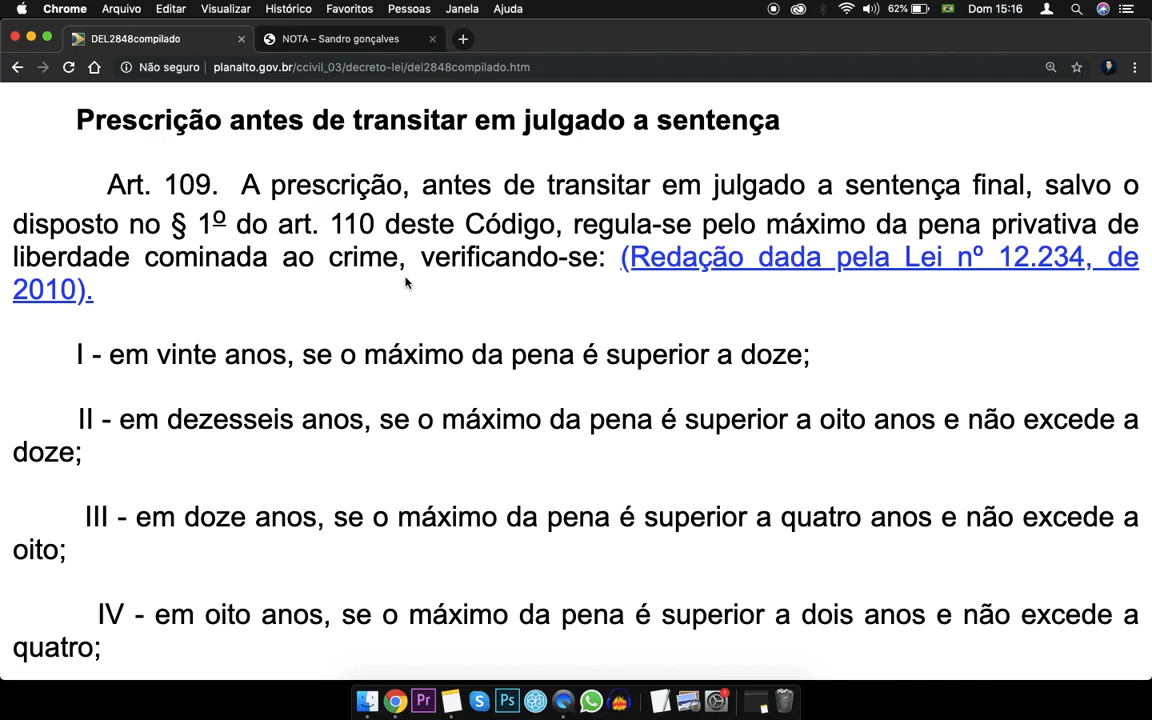 Chrome Arquivo Editar Visualizar Histórico Favoritos Pessoas Janela Ajuda 62% Dom 15:16
DEL2848compilado NOTA – Sandro gonçalves
Não seguro planalto.gov.br/ccivil_03/decreto-lei/del2848compilado.htm
Prescrição antes de transitar em julgado a sentença
Art. 109. A prescrição, antes de transitar em julgado a sentença final, salvo o
disposto no § 1º do art. 110 deste Código, regula-se pelo máximo da pena privativa de
liberdade cominada ao crime, verificando-se: (Redação dada pela Lei nº 12.234, de
2010).
I - em vinte anos, se o máximo da pena é superior a doze;
II - em dezesseis anos, se o máximo da pena é superior a oito anos e não excede a
doze;
III - em doze anos, se o máximo da pena é superior a quatro anos e não excede a
oito;
IV - em oito anos, se o máximo da pena é superior a dois anos e não excede a
quatro;
Pr S Ps